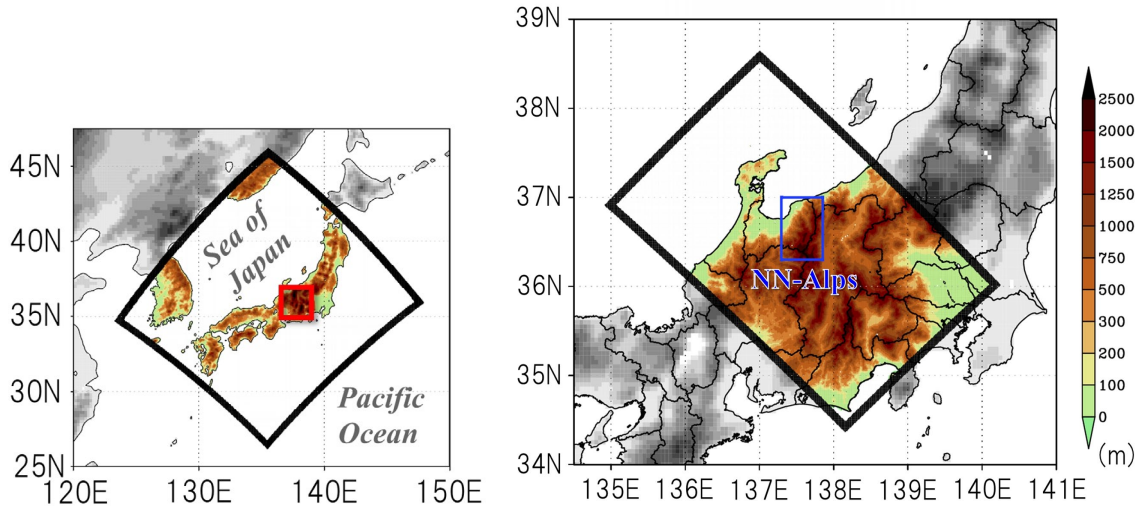 45N
40N
35N
30N
25N
120E
130E
140E
150E
Sea of
Japan
Pacific
Ocean
39N
38N
37N
36N
35N
34N
135E
136E
137E
138E
139E
140E
141E
NN-Alps
2500
2000
1500
1250
1000
750
500
300
200
100
0
(m)